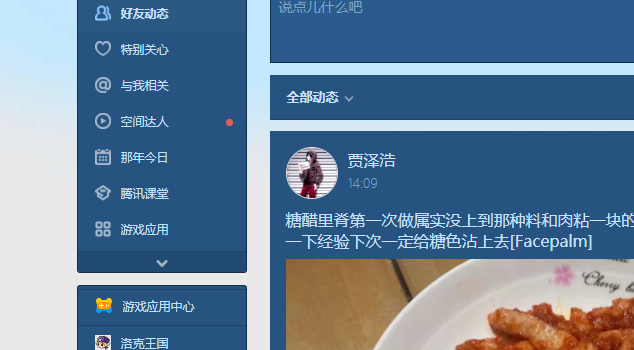 好友动态
特别关心
与我相关
空间达人
那年今日
腾讯课堂
游戏应用
游戏应用中心
洛克王国
说点儿什么吧
全部动态
贾泽浩
14:09
糖醋里脊第一次做属实没上到那种料和肉粘一块的
一下经验下次一定给糖色沾上去[Facepalm]
Cherry b